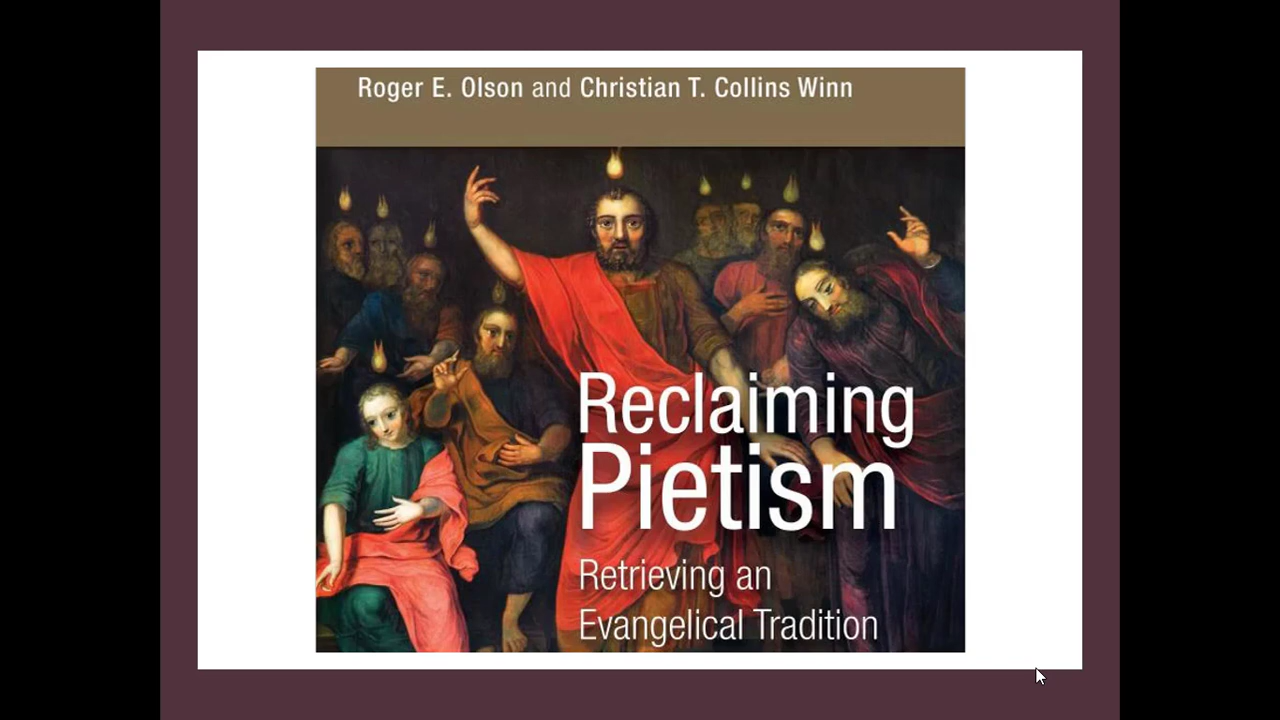 Roger E. Olson and Christian T. Collins Winn
Reclaiming
Pietism
Retrieving an
Evangelical Tradition